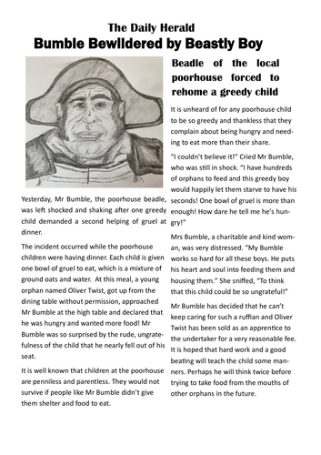 The Daily Herald
Bumble Bewildered by Beastly Boy
Yesterday, Mr Bumble, the poorhouse beadle,
was left shocked and shaking after one greedy
child demanded a second helping of gruel at
dinner.
The incident occurred while the poorhouse
children were having dinner. Each child is given
one bowl of gruel to eat, which is a mixture of
ground oats and water. At this meal, a young
orphan named Oliver Twist, got up from the
dining table without permission, approached
Mr Bumble at the high table and declared that
he was hungry and wanted more food! Mr
Bumble was so surprised by the rude, ungrate-
fulness of the child that he nearly fell out of his
seat.
It is well known that children at the poorhouse
are penniless and parentless. They would not
survive if people like Mr Bumble didn't give
them shelter and food to eat.
Beadle of the local
poorhouse forced to
rehome a greedy child
It is unheard of for any poorhouse child
to be so greedy and thankless that they
complain about being hungry and need-
ing to eat more than their share.
"I couldn't believe it!" Cried Mr Bumble,
who was still in shock. "I have hundreds
of orphans to feed and this greedy boy
would happily let them starve to have his
seconds! One bowl of gruel is more than
enough! How dare he tell me he's hun-
gry!"
Mrs Bumble, a charitable and kind wom-
an, was very distressed. "My Bumble
works so hard for all these boys. He puts
his heart and soul into feeding them and
housing them." She sniffed, "To think
that this child could be so ungrateful!"
Mr Bumble has decided that he can't
keep caring for such a ruffian and Oliver
Twist has been sold as an apprentice to
the undertaker for a very reasonable fee.
It is hoped that hard work and a good
beating will teach the child some man-
ners. Perhaps he will think twice before
trying to take food from the mouths of
other orphans in the future.